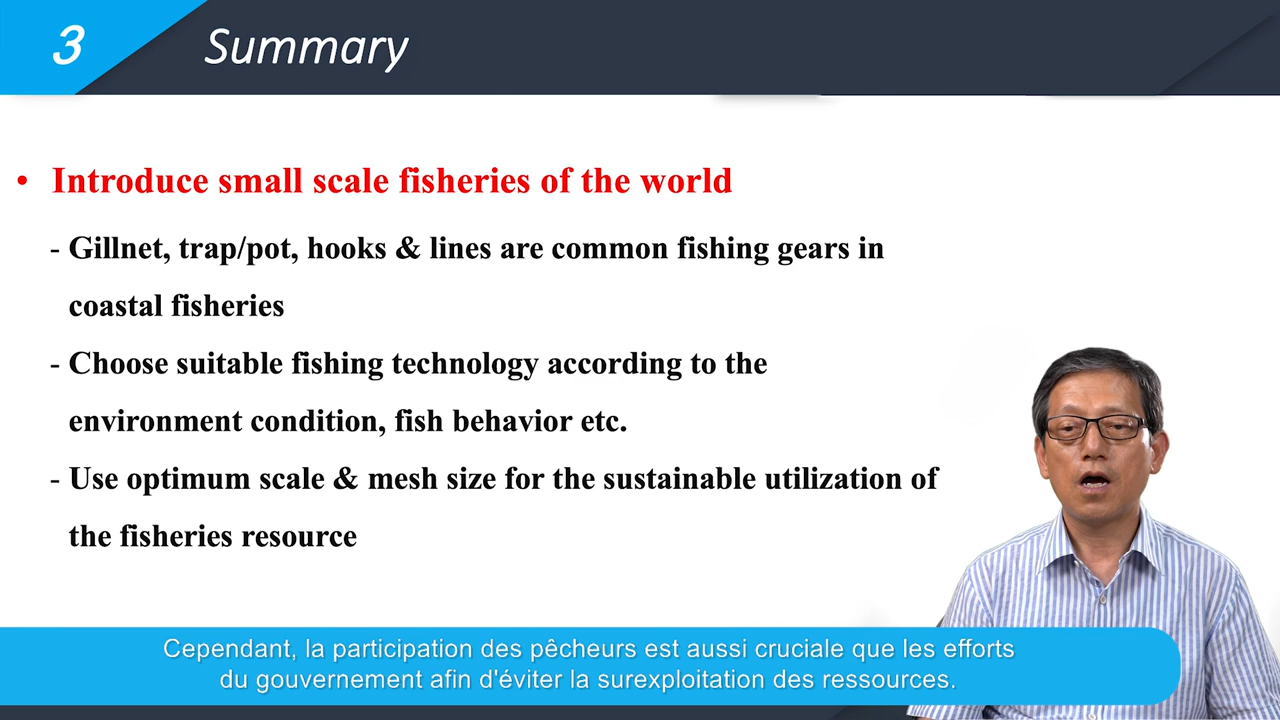 3 Summary
• Introduce small scale fisheries of the world
- Gillnet, trap/pot, hooks & lines are common fishing gears in
coastal fisheries
- Choose suitable fishing technology according to the
environment condition, fish behavior etc.
- Use optimum scale & mesh size for the sustainable utilization of
the fisheries resource
Cependant, la participation des pêcheurs est aussi cruciale que les efforts
du gouvernement afin d'éviter la surexploitation des ressources.